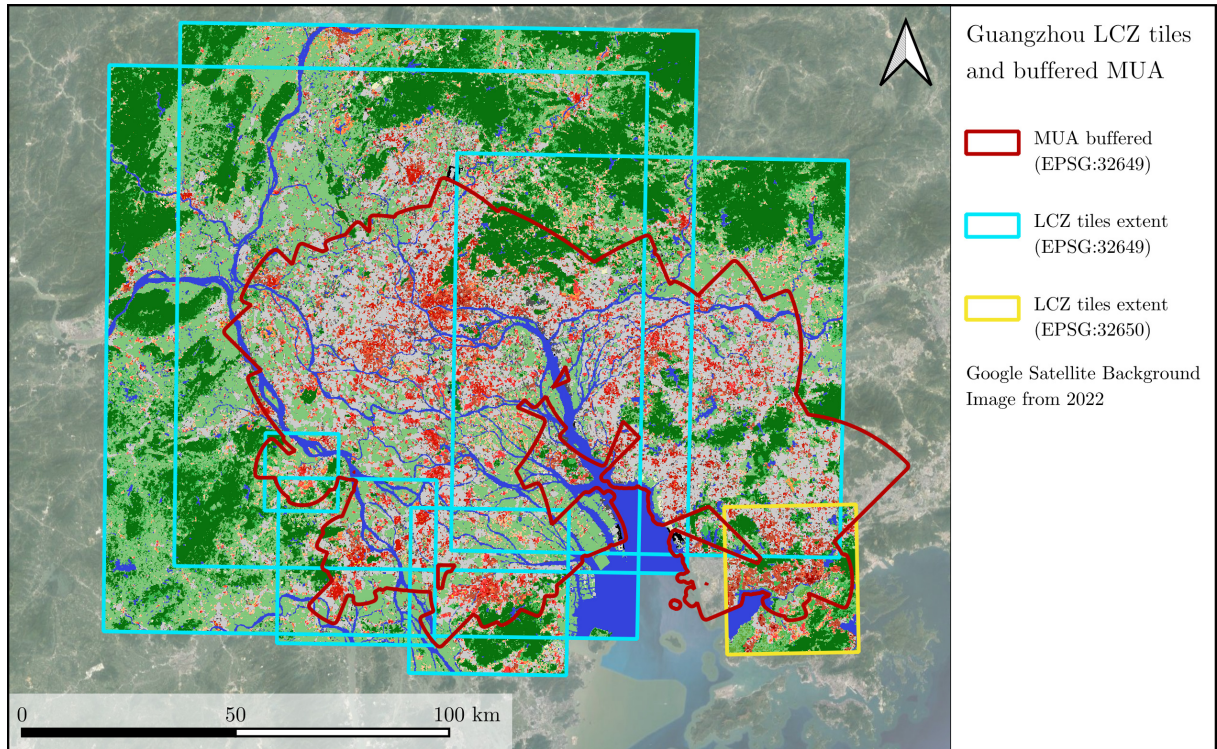 Guangzhou LCZ tiles
and buffered MUA
MUA buffered
(EPSG:32649)
LCZ tiles extent
(EPSG:32649)
LCZ tiles extent
(EPSG:32650)
Google Satellite Background
Image from 2022
0 50 100 km